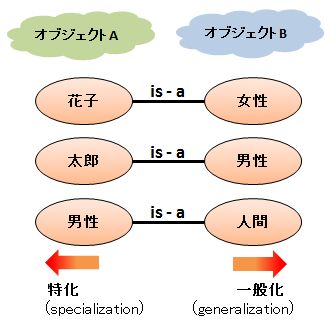 オブジェクトA
オブジェクトB
花子
is - a
女性
太郎
is - a
男性
男性
is - a
人間
特化
(specialization)
一般化
(generalization)